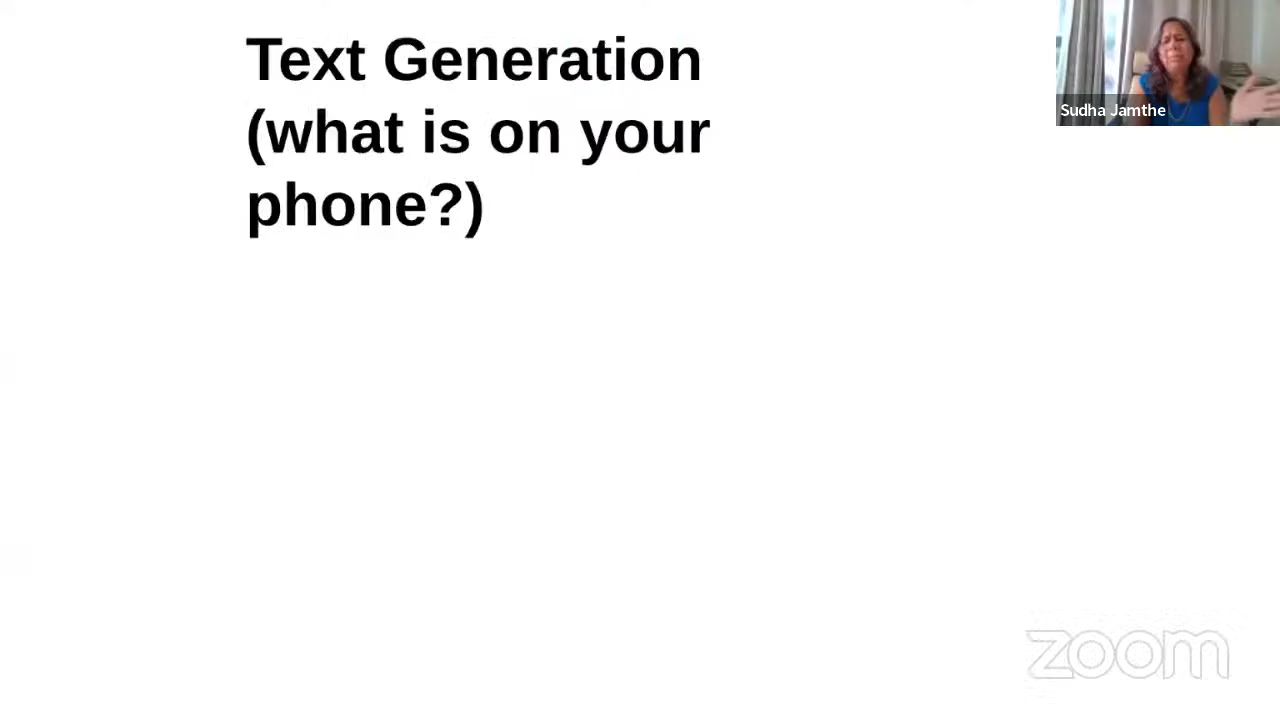 Text Generation
(what is on your
phone?)
Sudha Jamthe
zoom